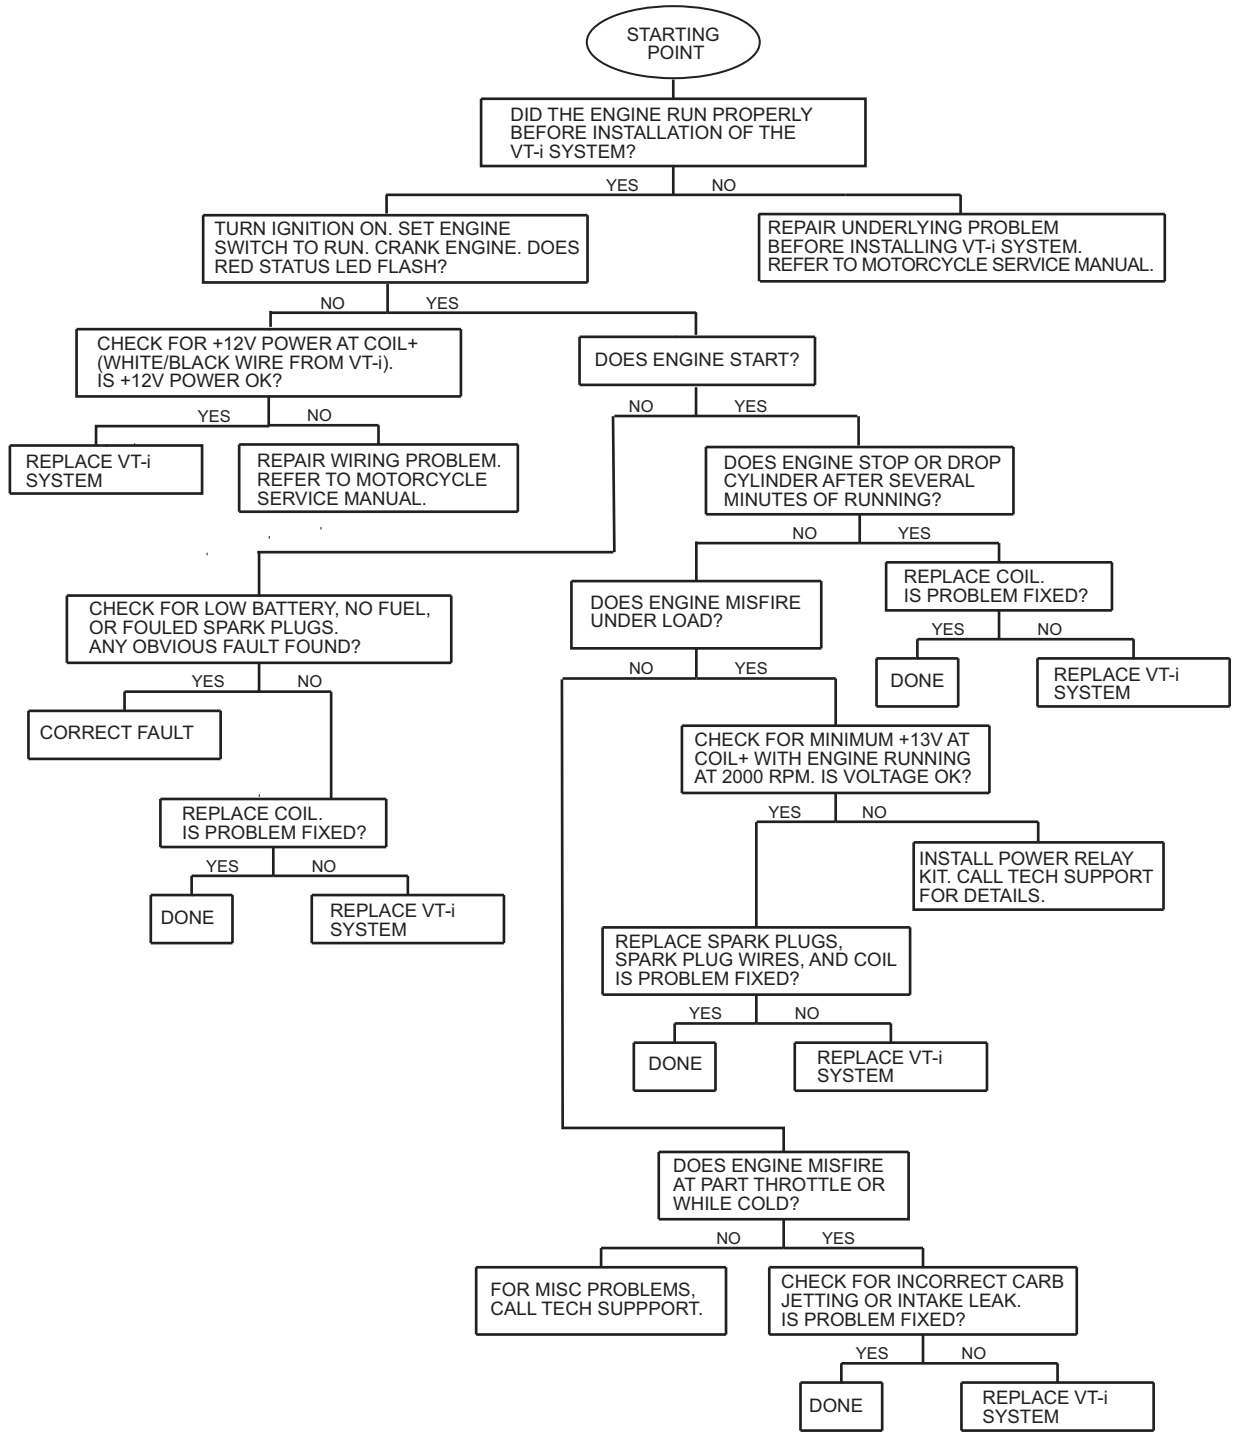 STARTING
POINT
DID THE ENGINE RUN PROPERLY
BEFORE INSTALLATION OF THE
VT-i SYSTEM?
YES
NO
TURN IGNITION ON. SET ENGINE
SWITCH TO RUN. CRANK ENGINE. DOES
RED STATUS LED FLASH?
REPAIR UNDERLYING PROBLEM
BEFORE INSTALLING VT-i SYSTEM.
REFER TO MOTORCYCLE SERVICE MANUAL.
NO
YES
CHECK FOR +12V POWER AT COIL+
(WHITE/BLACK WIRE FROM VT-i).
IS +12V POWER OK?
DOES ENGINE START?
YES
NO
NO
YES
REPLACE VT-i
SYSTEM
REPAIR WIRING PROBLEM.
REFER TO MOTORCYCLE
SERVICE MANUAL.
DOES ENGINE STOP OR DROP
CYLINDER AFTER SEVERAL
MINUTES OF RUNNING?
NO
YES
CHECK FOR LOW BATTERY, NO FUEL,
OR FOULED SPARK PLUGS.
ANY OBVIOUS FAULT FOUND?
DOES ENGINE MISFIRE
UNDER LOAD?
REPLACE COIL.
IS PROBLEM FIXED?
YES
NO
DONE
REPLACE VT-i
SYSTEM
YES
NO
NO
YES
CORRECT FAULT
CHECK FOR MINIMUM +13V AT
COIL+ WITH ENGINE RUNNING
AT 2000 RPM. IS VOLTAGE OK?
REPLACE COIL.
IS PROBLEM FIXED?
YES
NO
YES
NO
INSTALL POWER RELAY
KIT. CALL TECH SUPPORT
FOR DETAILS.
DONE
REPLACE VT-i
SYSTEM
REPLACE SPARK PLUGS,
SPARK PLUG WIRES, AND COIL
IS PROBLEM FIXED?
YES
NO
DONE
REPLACE VT-i
SYSTEM
DOES ENGINE MISFIRE
AT PART THROTTLE OR
WHILE COLD?
NO
YES
FOR MISC PROBLEMS,
CALL TECH SUPPPORT.
CHECK FOR INCORRECT CARB
JETTING OR INTAKE LEAK.
IS PROBLEM FIXED?
YES
NO
DONE
REPLACE VT-i
SYSTEM